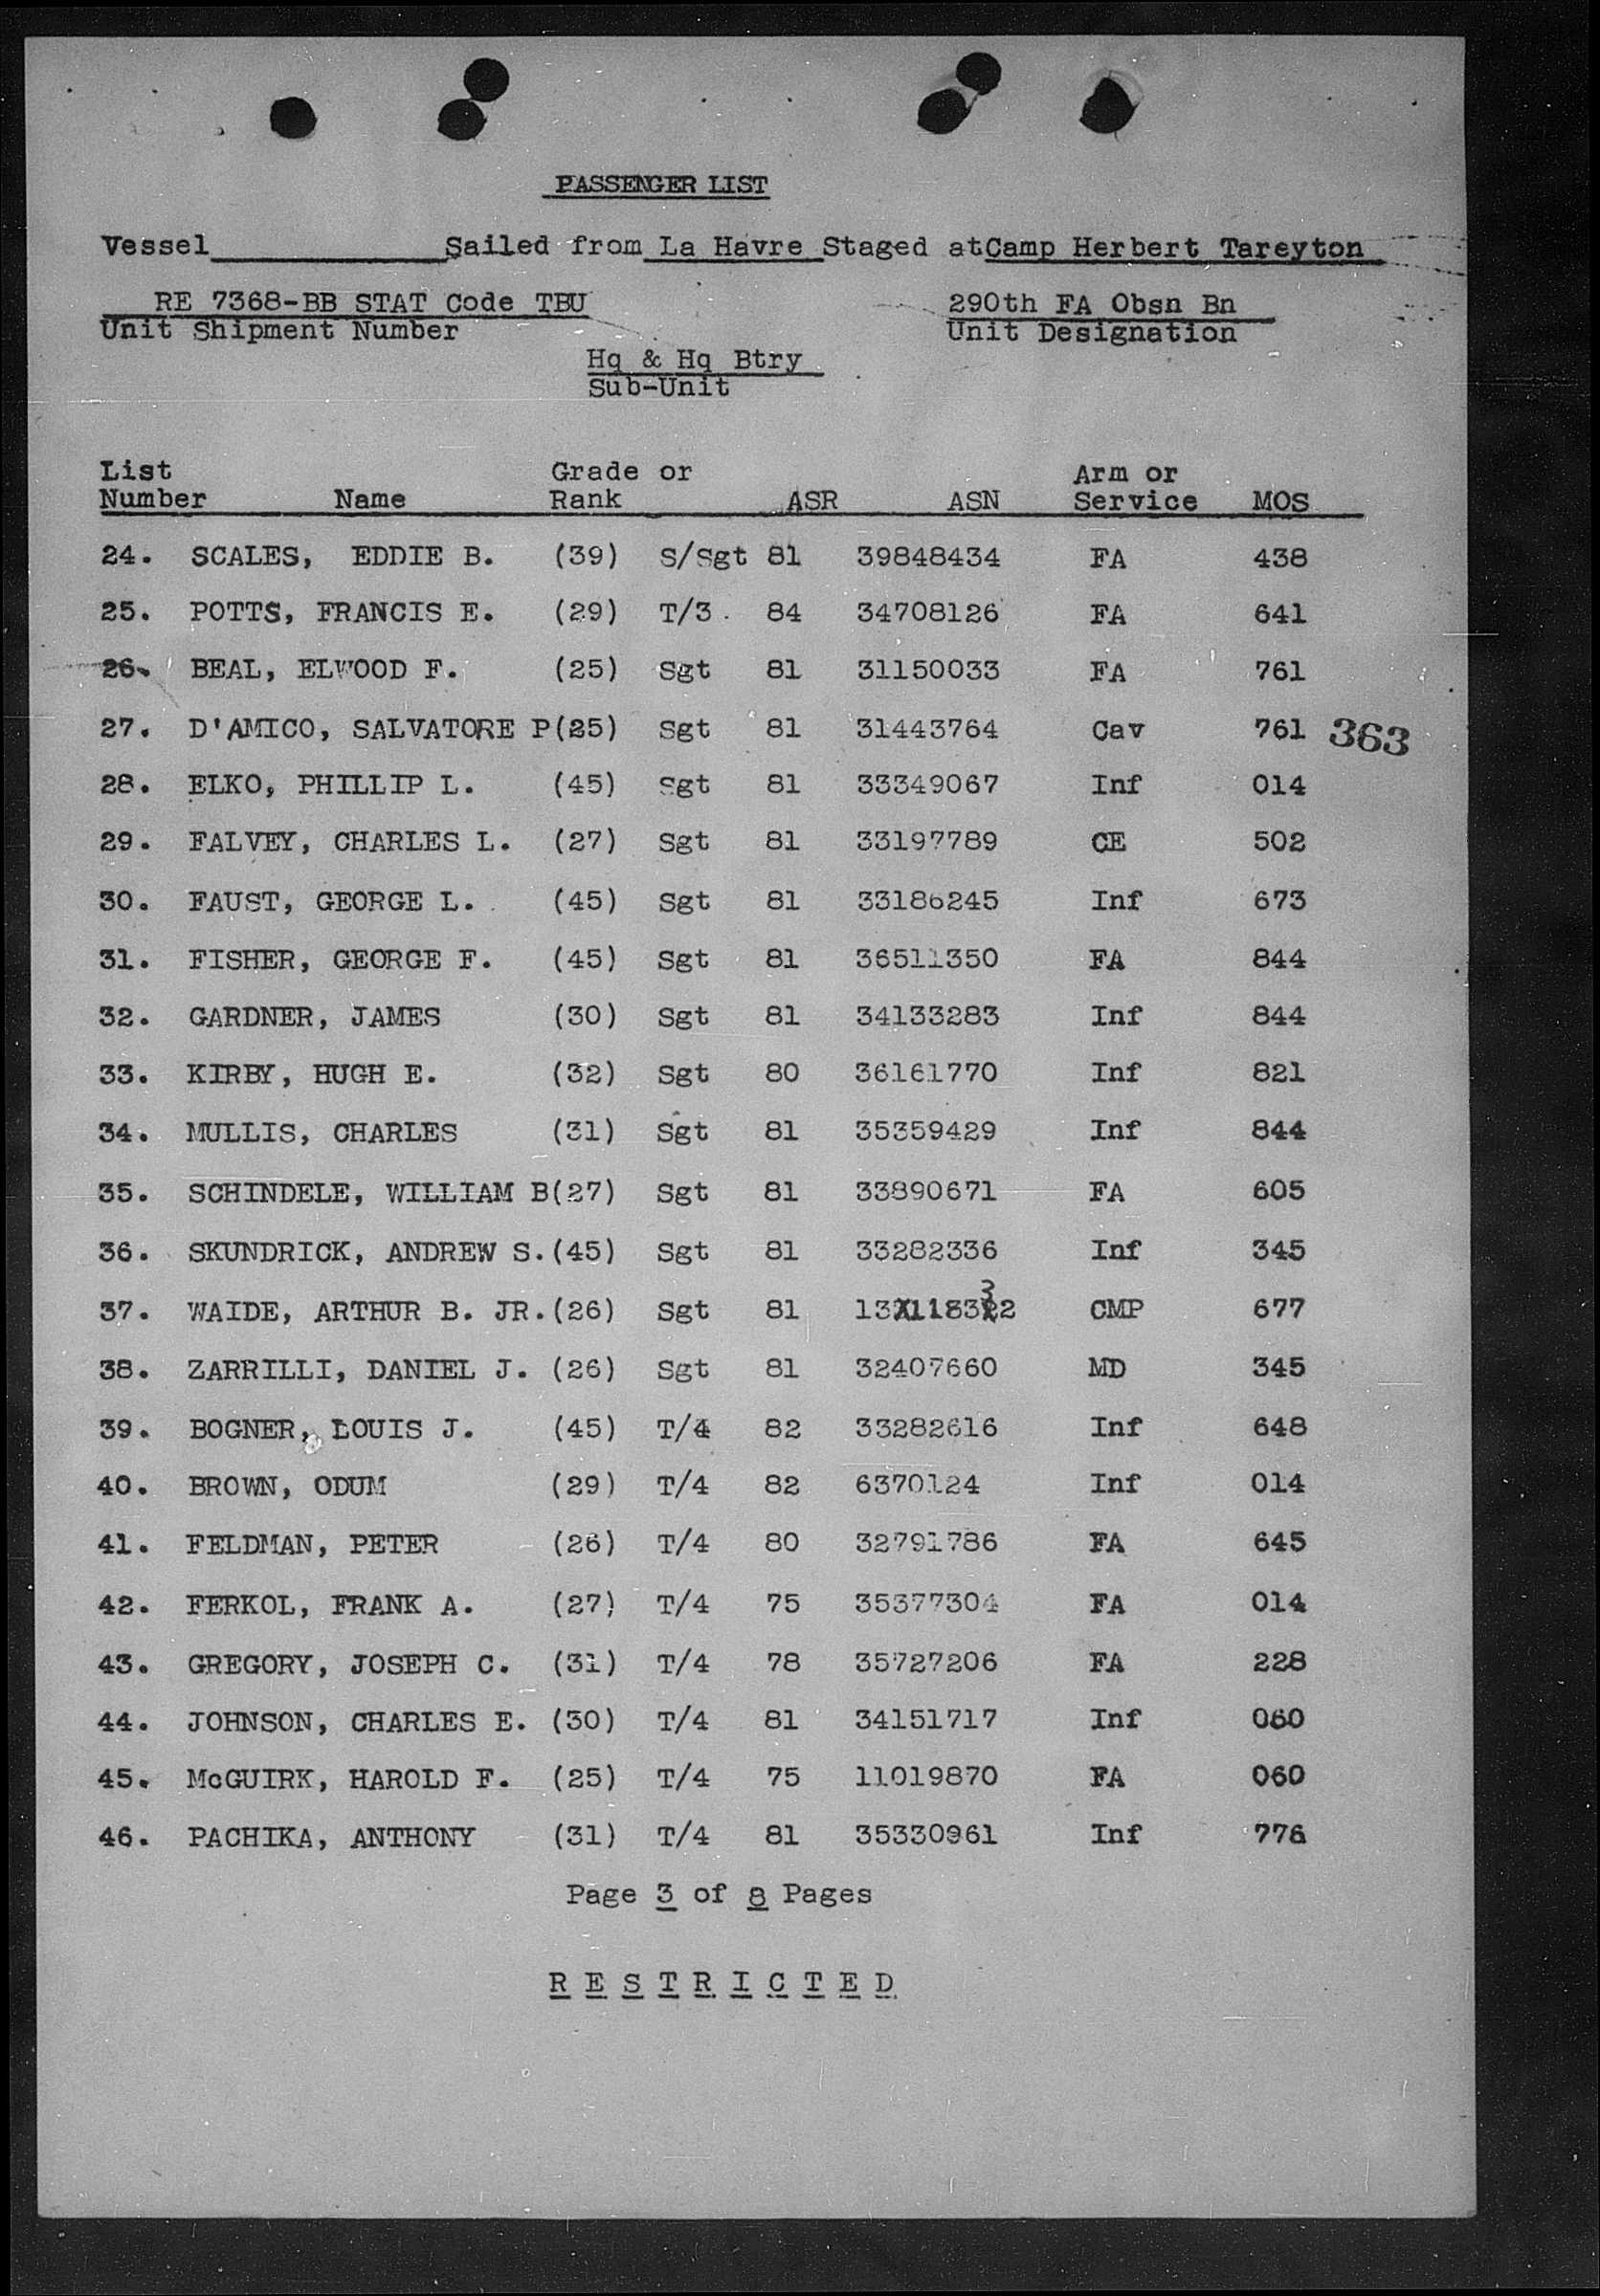 PASSENGER LIST
Vessel Sailed from La Havre Staged at Camp Herbert Tareyton
RE 7368-BB STAT Code TBU 290th FA Obsn Bn
Unit Shipment Number Unit Designation
Hq & Hq Btry
Sub-Unit
List Grade or Arm or
Number Name Rank ASR ASN Service MOS
24. SCALES, EDDIE B. (39) S/Sgt 81 39848434 FA 438
25. POTTS, FRANCIS E. (29) T/3 84 34708126 FA 641
26. BEAL, ELWOOD F. (25) Sgt 81 31150033 FA 761
27. D'AMICO, SALVATORE P(25) Sgt 81 31443764 Cav 761 363
28. ELKO, PHILLIP L. (45) Sgt 81 33349067 Inf 014
29. FALVEY, CHARLES L. (27) Sgt 81 33197789 CE 502
30. FAUST, GEORGE L. (45) Sgt 81 33186245 Inf 673
31. FISHER, GEORGE F. (45) Sgt 81 36511350 FA 844
32. GARDNER, JAMES (30) Sgt 81 34133283 Inf 844
33. KIRBY, HUGH E. (32) Sgt 80 36161770 Inf 821
34. MULLIS, CHARLES (31) Sgt 81 35359429 Inf 844
35. SCHINDELE, WILLIAM B(27) Sgt 81 33890671 FA 605
36. SKUNDRICK, ANDREW S. (45) Sgt 81 33282336 Inf 345
37. WAIDE, ARTHUR B. JR. (26) Sgt 81 CMP 677
38. ZARRILLI, DANIEL J. (26) Sgt 81 32407660 MD 345
39. BOGNER, LOUIS J. (45) T/4 82 33282616 Inf 648
40. BROWN, ODUM (29) T/4 82 6370124 Inf 014
41. FELDMAN, PETER (26) T/4 80 32791786 FA 645
42. FERKOL, FRANK A. (27) T/4 75 35377304 FA 014
43. GREGORY, JOSEPH C. (31) T/4 78 35727206 FA 228
44. JOHNSON, CHARLES E. (30) T/4 81 34151717 Inf 060
45. McGUIRK, HAROLD F. (25) T/4 75 11019870 FA 060
46. PACHIKA, ANTHONY (31) T/4 81 35330961 Inf 776
Page 3 of 8 Pages
R E S T R I C T E D